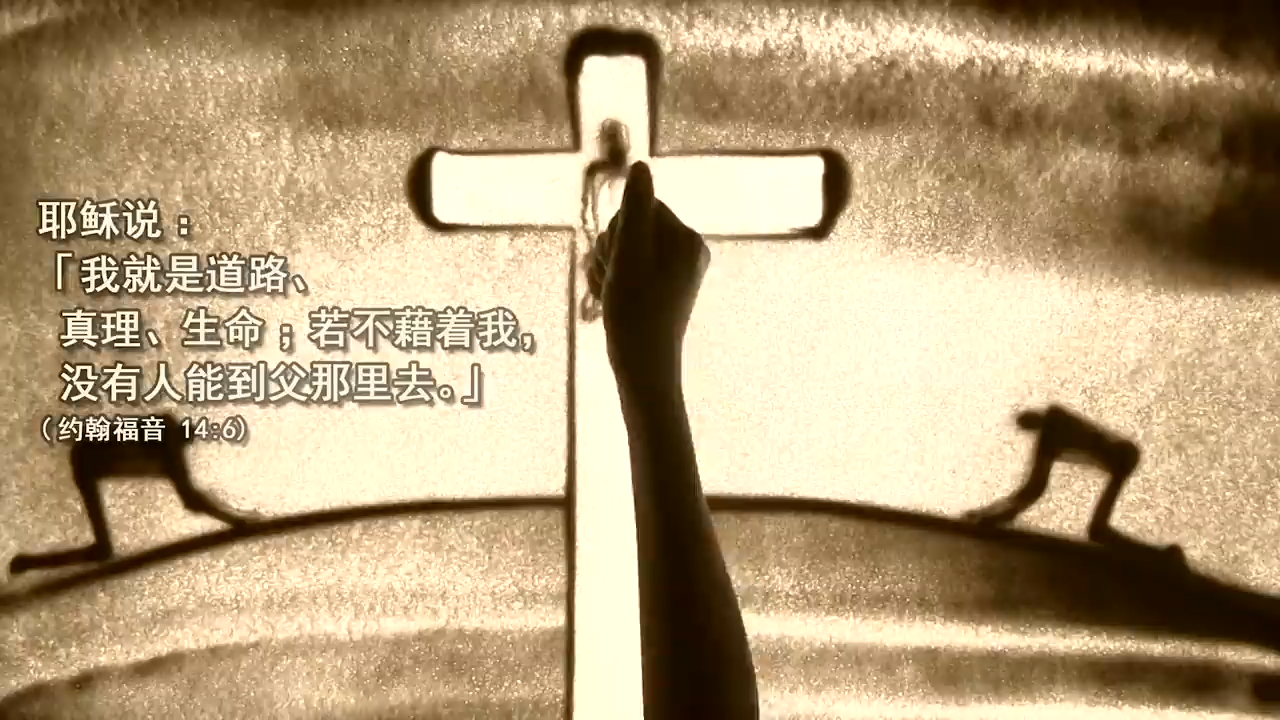 耶稣说：
「我就是道路、
真理、生命；若不藉着我，
没有人能到父那里去。」
(约翰福音 14:6)